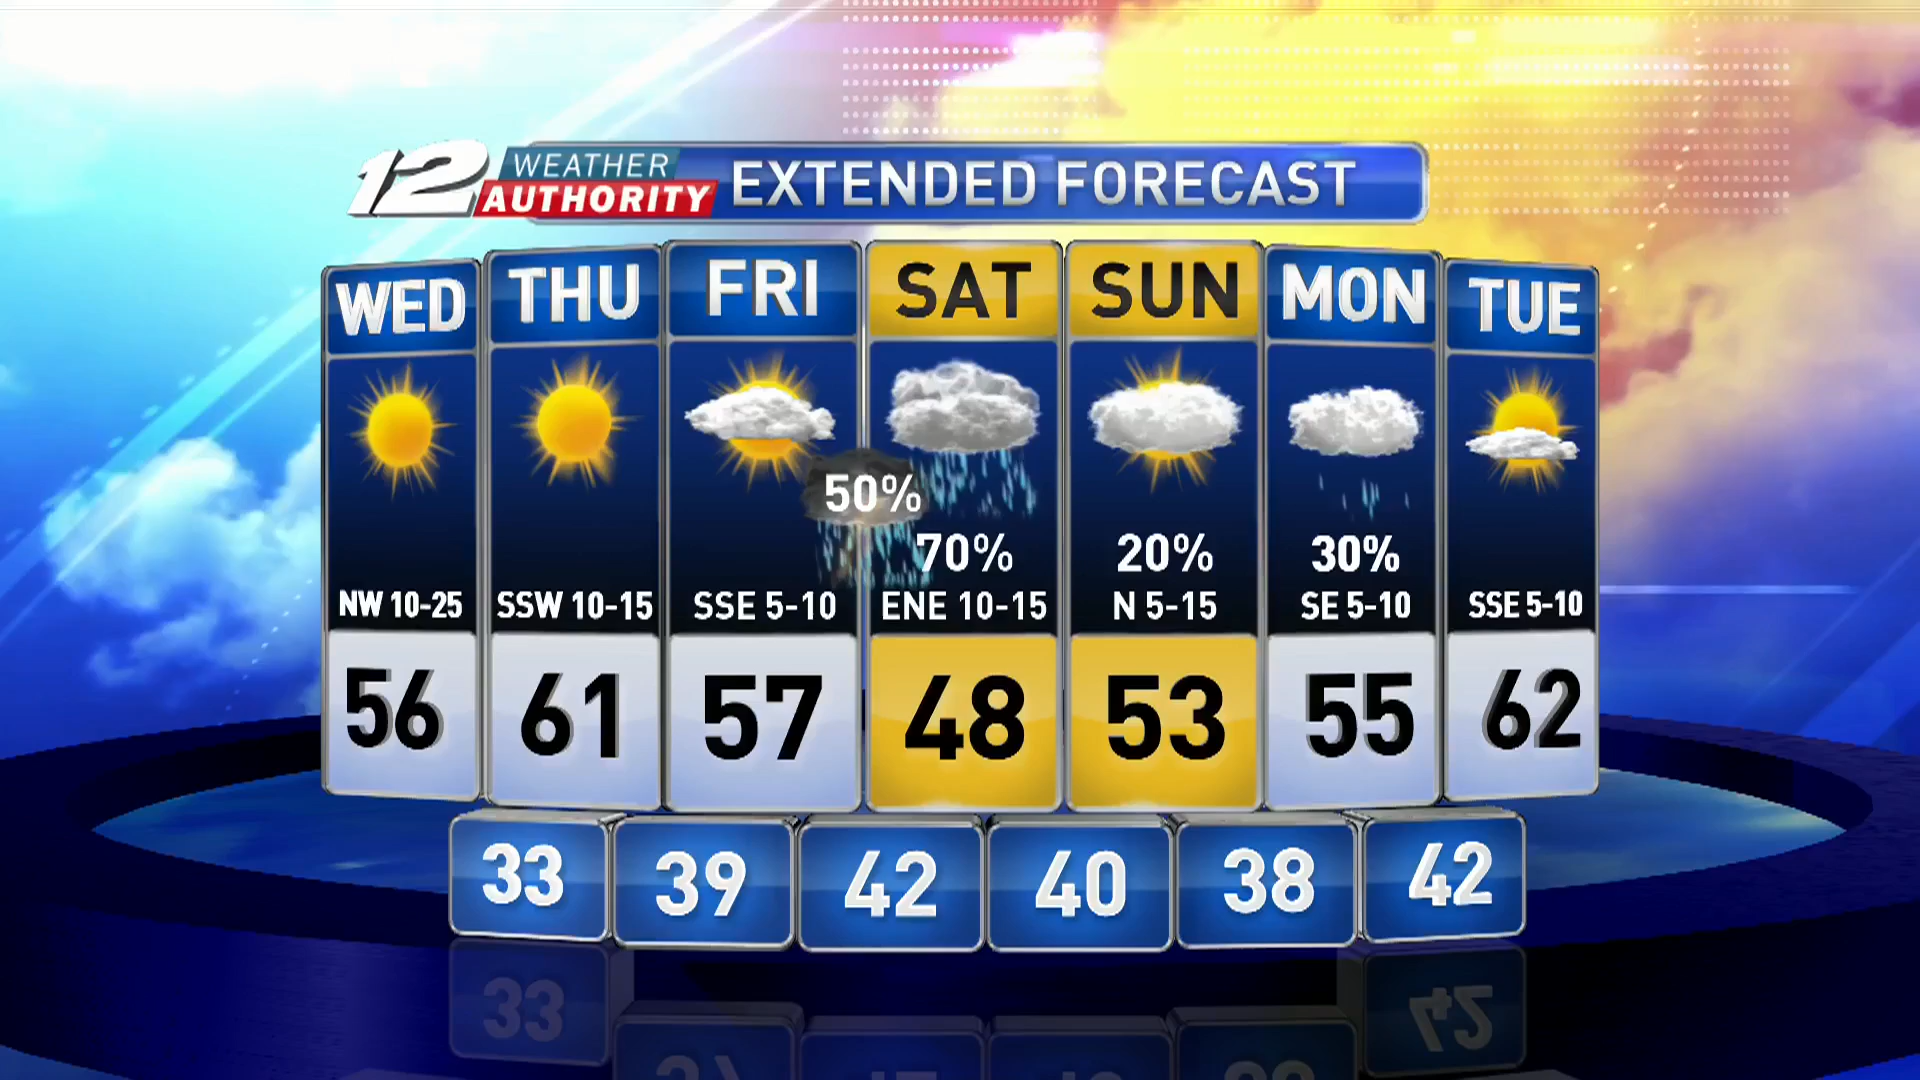 12 WEATHER AUTHORITY EXTENDED FORECAST
WED THU FRI SAT SUN MON TUE
50%
70% 20% 30%
NW 10-25 SSW 10-15 SSE 5-10 ENE 10-15 N 5-15 SE 5-10 SSE 5-10
56 61 57 48 53 55 62
33 39 42 40 38 42